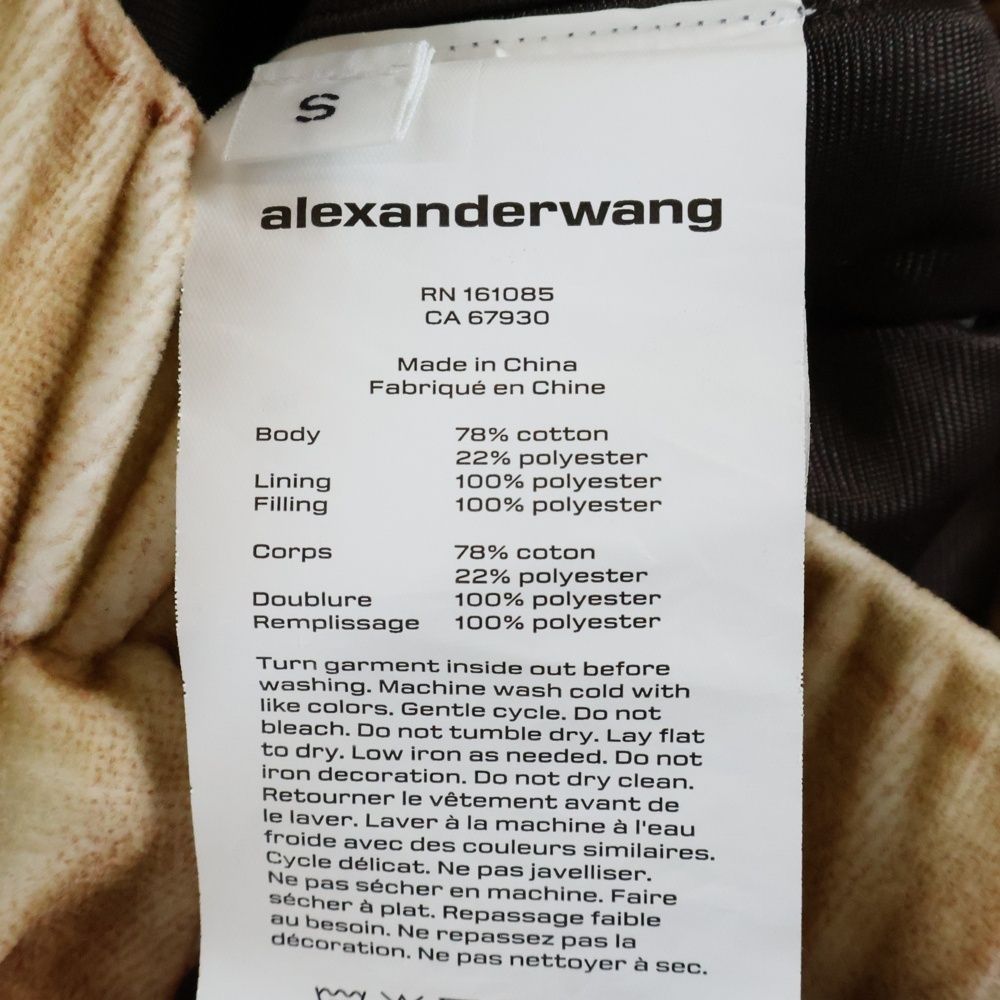 S
alexanderwang
RN 161085
CA 67930
Made in China
Fabriqué en Chine
Body 78% cotton
22% polyester
Lining 100% polyester
Filling 100% polyester
Corps 78% coton
22% polyester
Doublure 100% polyester
Remplissage 100% polyester
Turn garment inside out before
washing. Machine wash cold with
like colors. Gentle cycle. Do not
bleach. Do not tumble dry. Lay flat
to dry. Low iron as needed. Do not
iron decoration. Do not dry clean.
Retourner le vêtement avant de
le laver. Laver à la machine à l'eau
froide avec des couleurs similaires.
Cycle délicat. Ne pas javelliser.
Ne pas sécher en machine. Faire
sécher à plat. Repassage faible
au besoin. Ne repassez pas la
décoration. Ne pas nettoyer à sec.